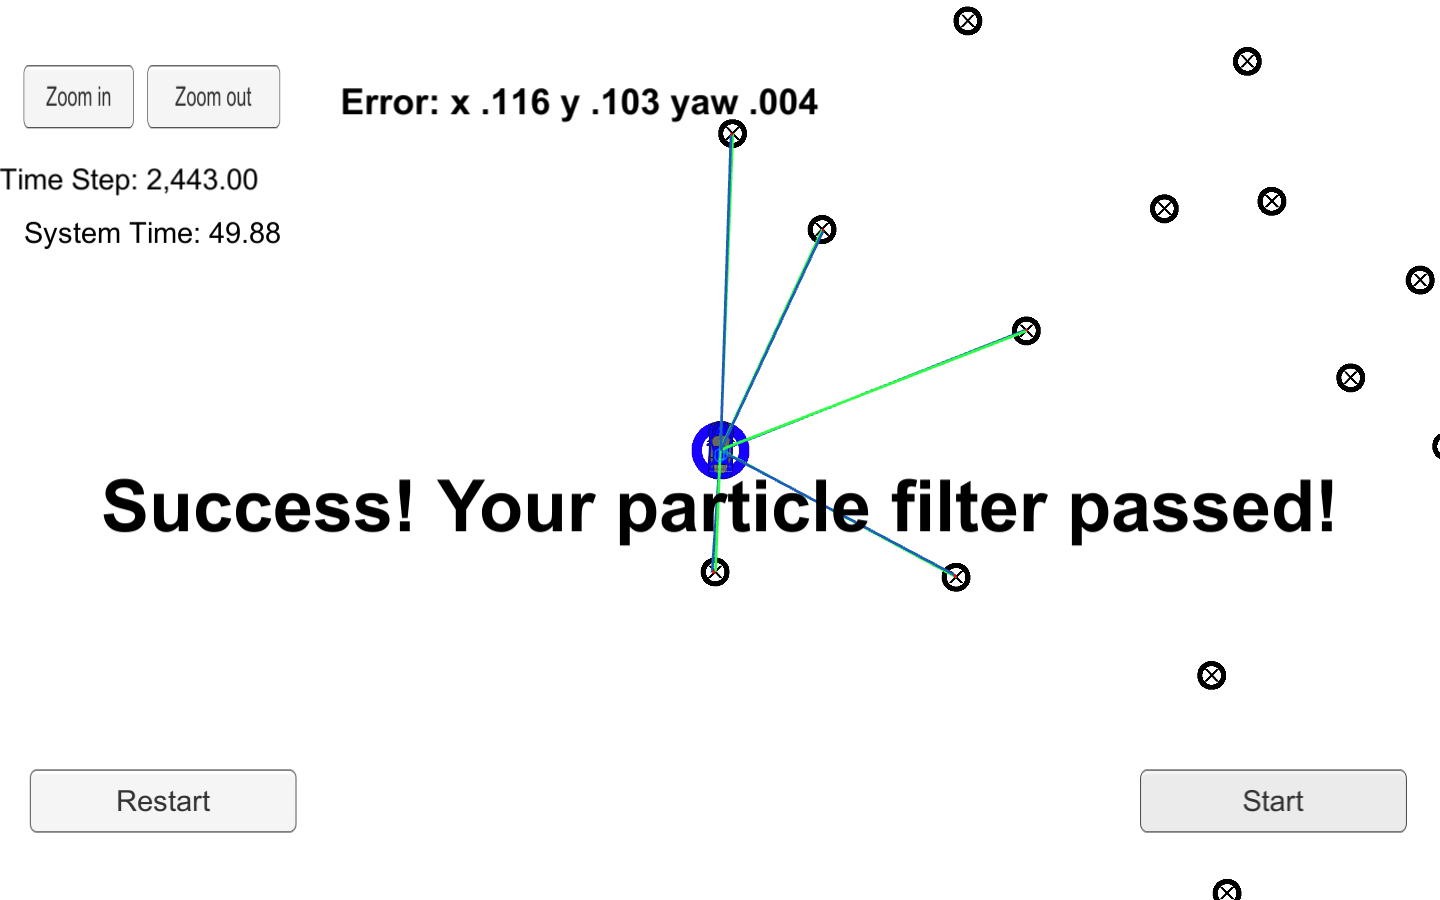 Zoom in
Zoom out
Error: x .116 y .103 yaw .004
Time Step: 2,443.00
System Time: 49.88
Success! Your particle filter passed!
Restart
Start